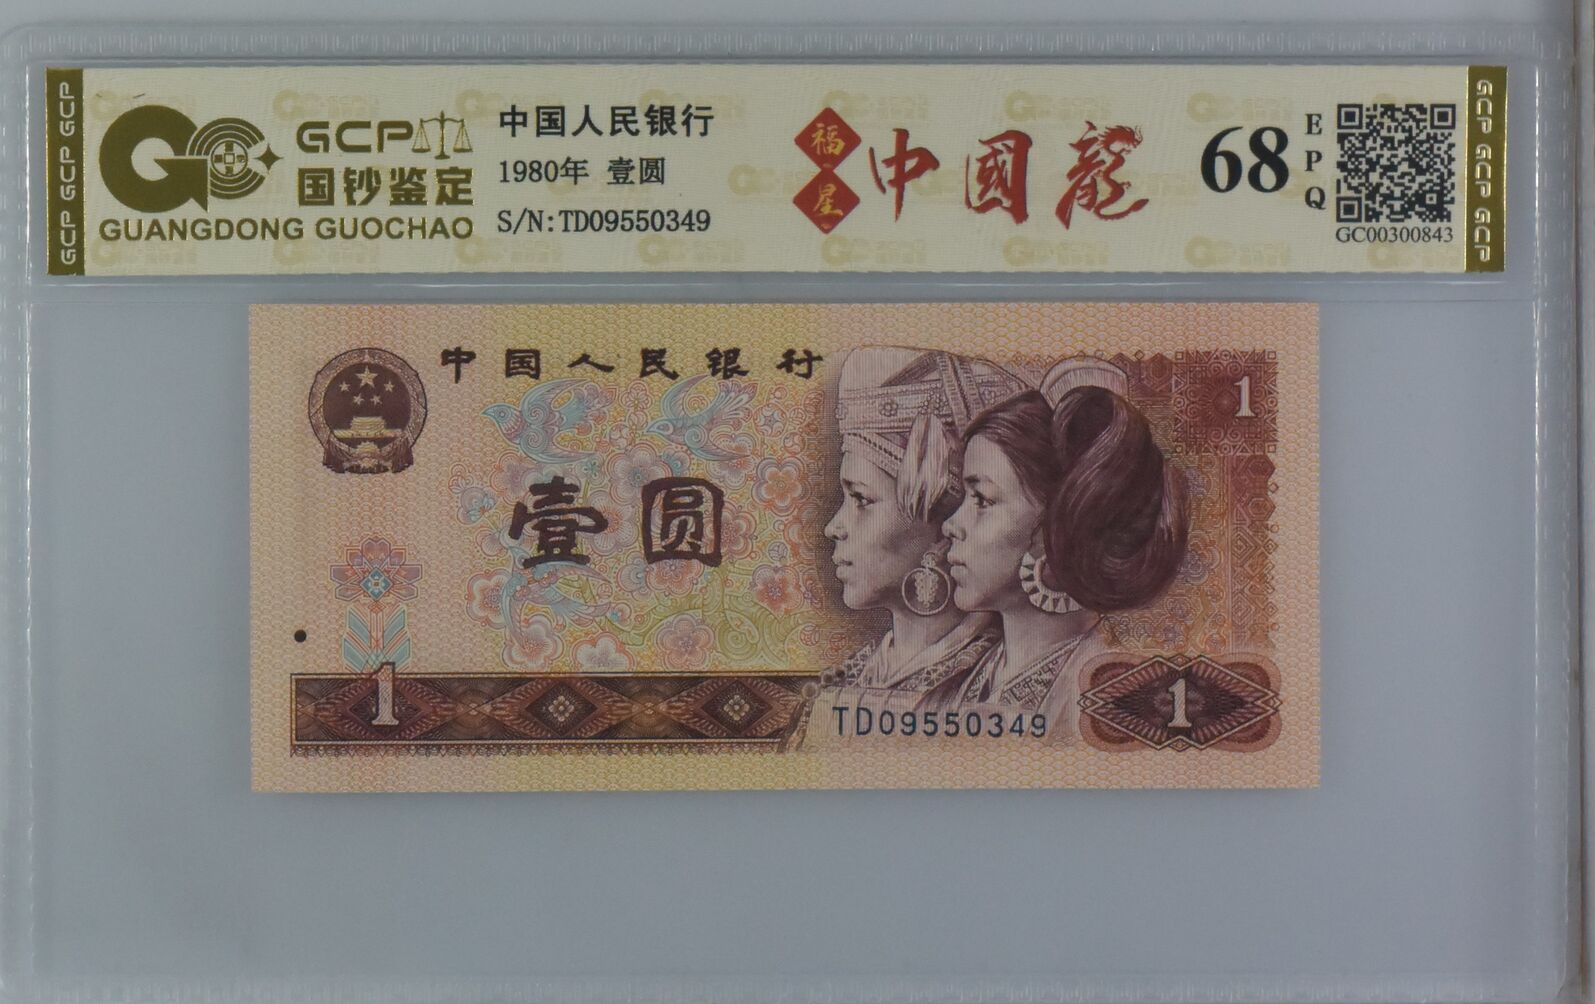 GCP GCP GCP
GCP
国钞鉴定
GUANGDONG GUOCHAO
中国人民银行
1980年 壹圆
S/N:TD09550349
福星
中國龍
68
EPQ
GC00300843
GCP GCP GCP
中国人民银行
1
壹圆
1
TD09550349
1